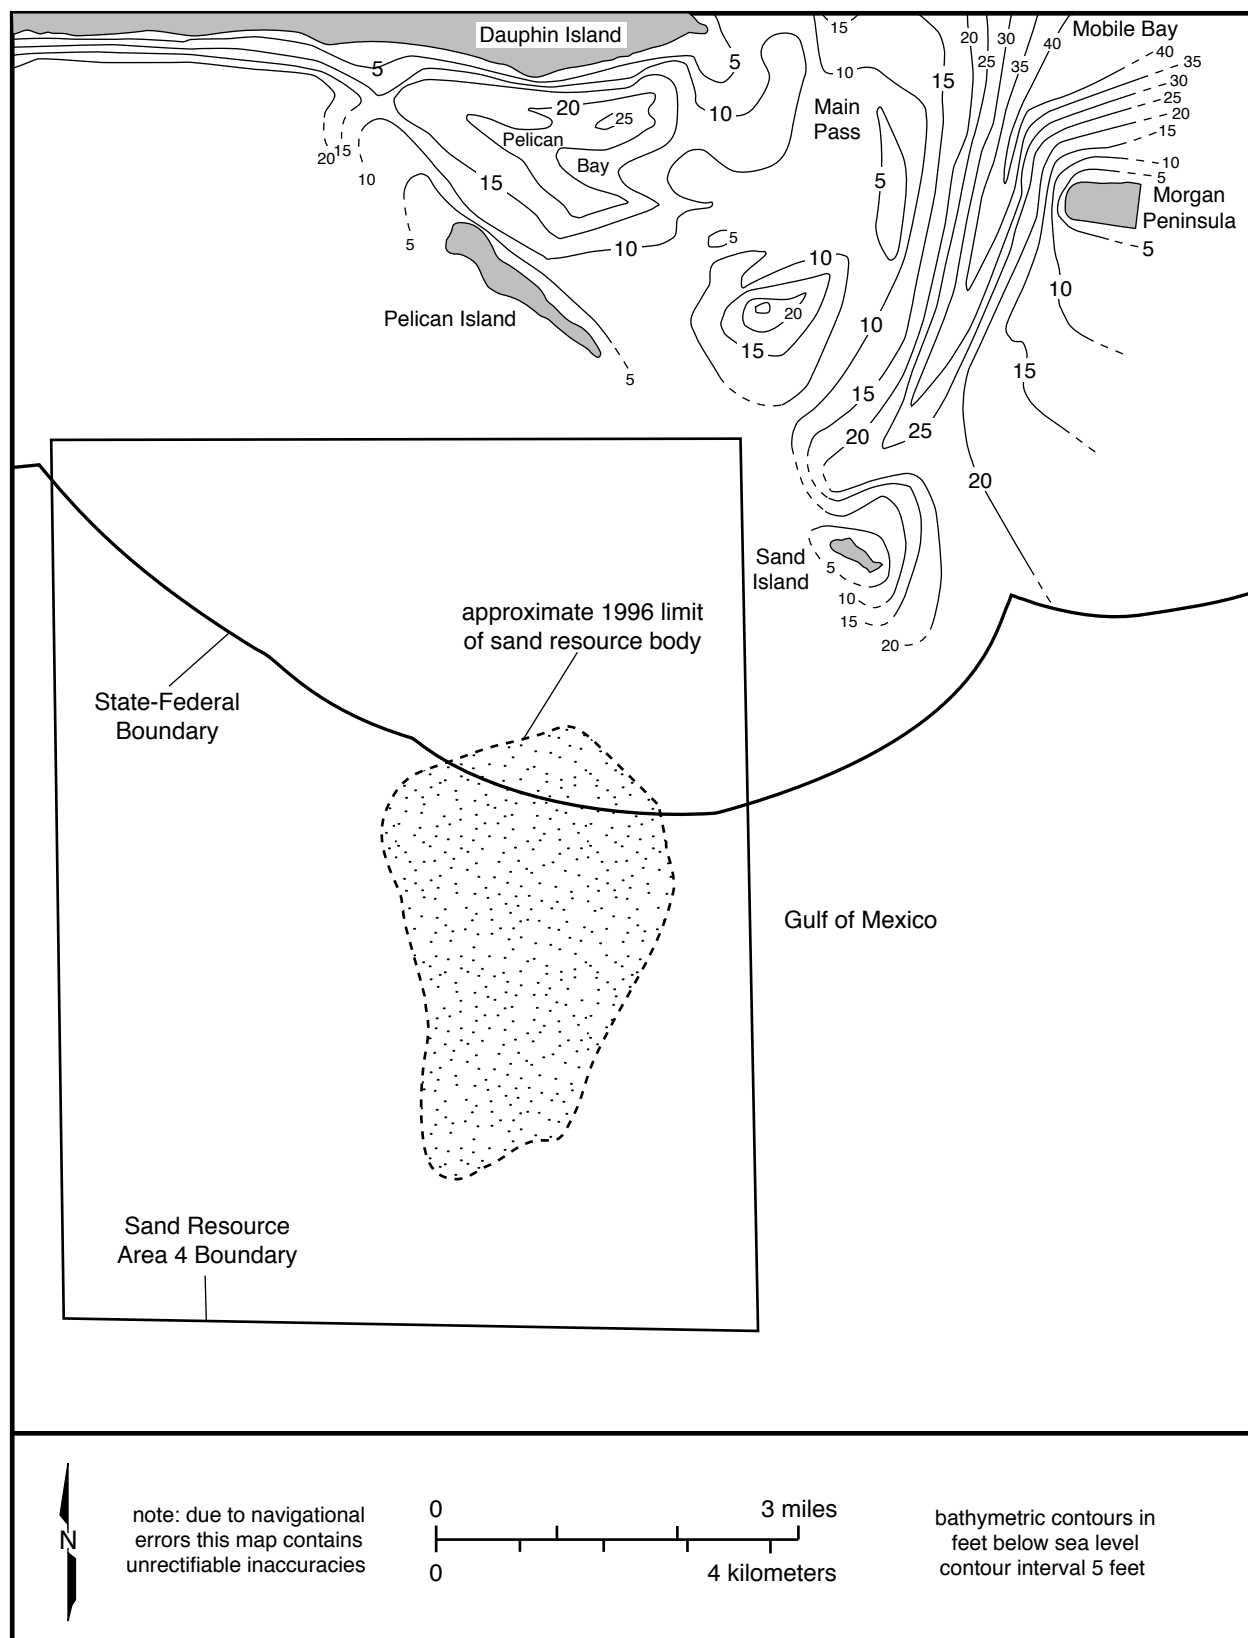 Dauphin Island
15
20
30
40
Mobile Bay
40
35
30
25
20
15
10
5
5
5
10
15
25
35
20
25
10
Main
Pass
Pelican
Bay
20
15
10
15
5
Morgan
Peninsula
5
5
10
5
10
10
20
15
10
15
Pelican Island
5
15
20
25
20
Sand
Island
5
10
15
20
approximate 1996 limit
of sand resource body
State-Federal
Boundary
Gulf of Mexico
Sand Resource
Area 4 Boundary
N
note: due to navigational
errors this map contains
unrectifiable inaccuracies
0
3 miles
0
4 kilometers
bathymetric contours in
feet below sea level
contour interval 5 feet